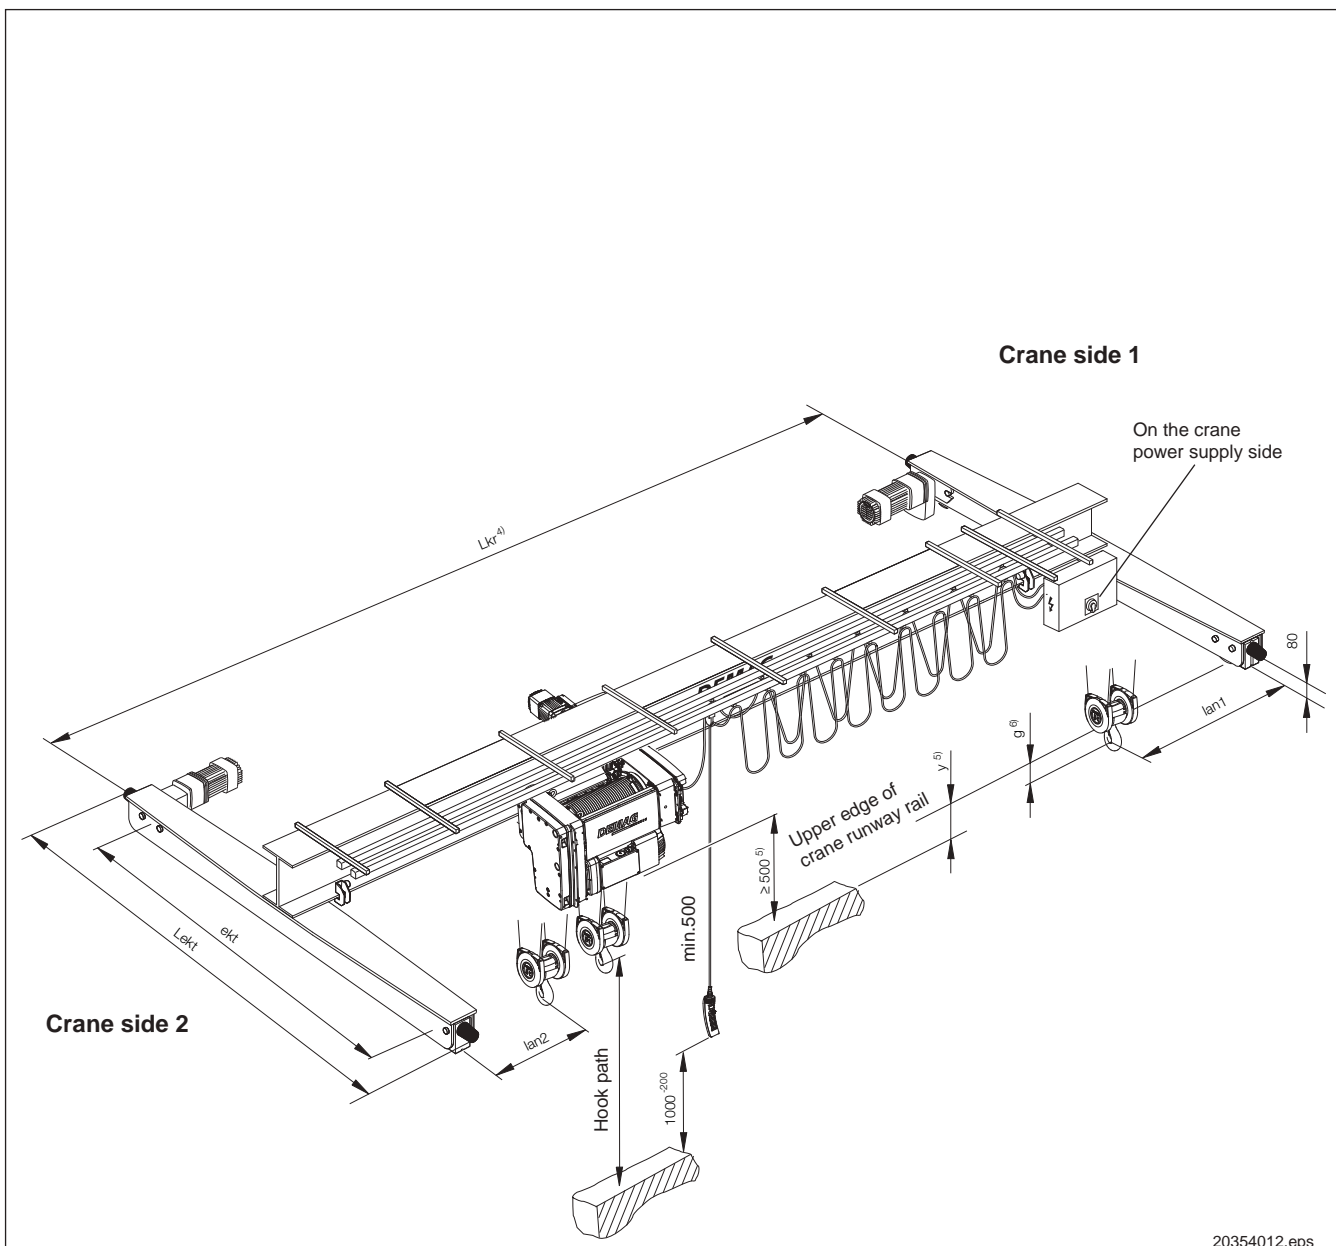 Crane side 1
On the crane
power supply side
Lkr 4)
80
lan1
g 6)
y 5)
Upper edge of
crane runway rail
DEMAG
≥ 500 5)
min.500
ekt
Lekt
Crane side 2
lan2
Hook path
1000 -200
20354012.eps